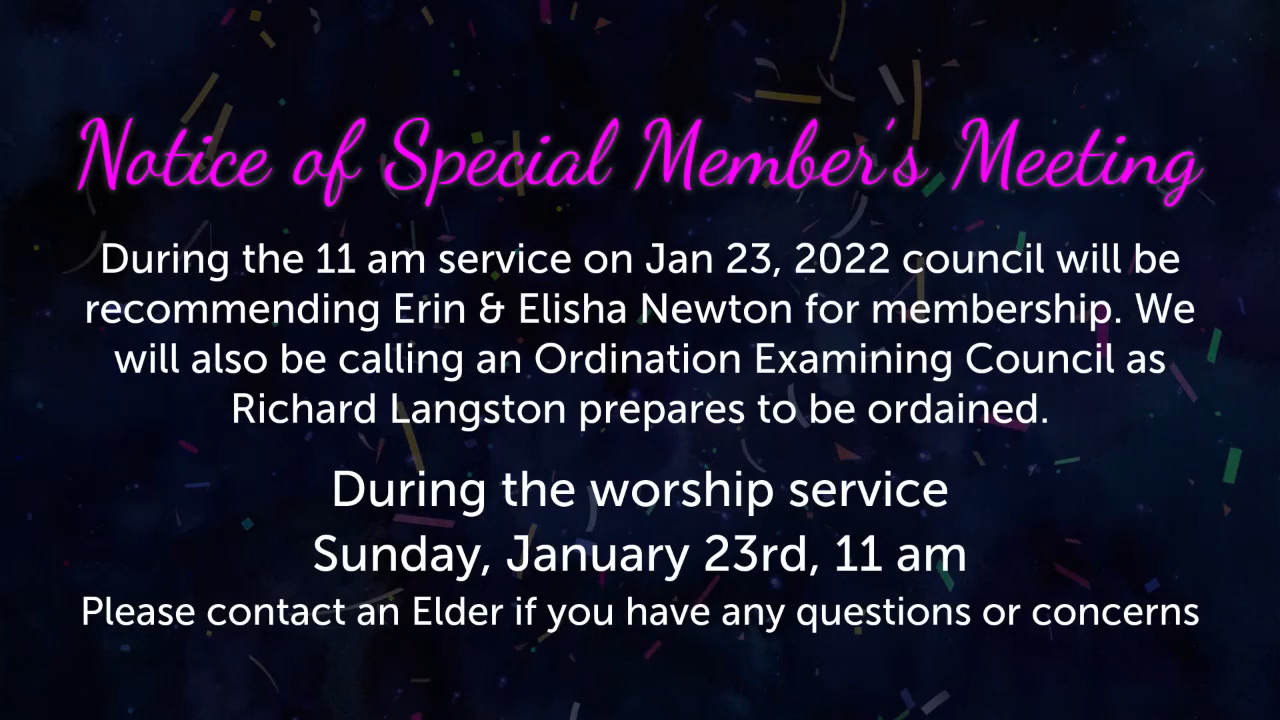 Notice of Special Member's Meeting
During the 11 am service on Jan 23, 2022 council will be
recommending Erin & Elisha Newton for membership. We
will also be calling an Ordination Examining Council as
Richard Langston prepares to be ordained.
During the worship service
Sunday, January 23rd, 11 am
Please contact an Elder if you have any questions or concerns